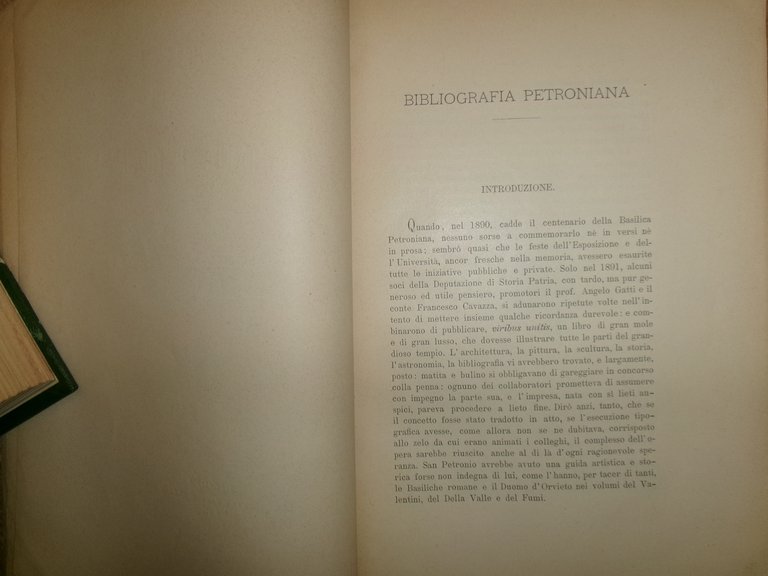 BIBLIOGRAFIA PETRONIANA
INTRODUZIONE.
Quando, nel 1890, cadde il centenario della Basilica
Petroniana, nessuno sorse a commemorarlo nè in versi nè
in prosa; sembrò quasi che le feste dell'Esposizione e del-
l'Università, ancor fresche nella memoria, avessero esaurite
tutte le iniziative pubbliche e private. Solo nel 1891, alcuni
soci della Deputazione di Storia Patria, con tardo, ma pur ge-
neroso ed utile pensiero, promotori il prof. Angelo Gatti e il
conte Francesco Cavazza, si adunarono ripetute volte nell'in-
tento di mettere insieme qualche ricordanza durevole: e com-
binarono di pubblicare, viribus unitis, un libro di gran mole
e di gran lusso, che dovesse illustrare tutte le parti del gran-
dioso tempio. L'architettura, la pittura, la scultura, la storia,
l'astronomia, la bibliografia vi avrebbero trovato, e largamente,
posto: matita e bulino si obbligavano di gareggiare in concorso
colla penna: ognuno dei collaboratori prometteva di assumere
con impegno la parte sua, e l'impresa, nata con sì lieti au-
spici, pareva procedere a lieto fine. Dirò anzi, tanto, che se
il concetto fosse stato tradotto in atto, se l'esecuzione tipo-
grafica avesse, come allora non se ne dubitava, corrisposto
allo zelo da cui erano animati i colleghi, il complesso dell'o-
pera sarebbe riuscito anche al di là d'ogni ragionevole spe-
ranza. San Petronio avrebbe avuto una guida artistica e sto-
rica forse non indegna di lui, come l'hanno, per tacer di tanti,
le Basiliche romane e il Duomo d'Orvieto nei volumi del Va-
lentini, del Della Valle e del Fumi.